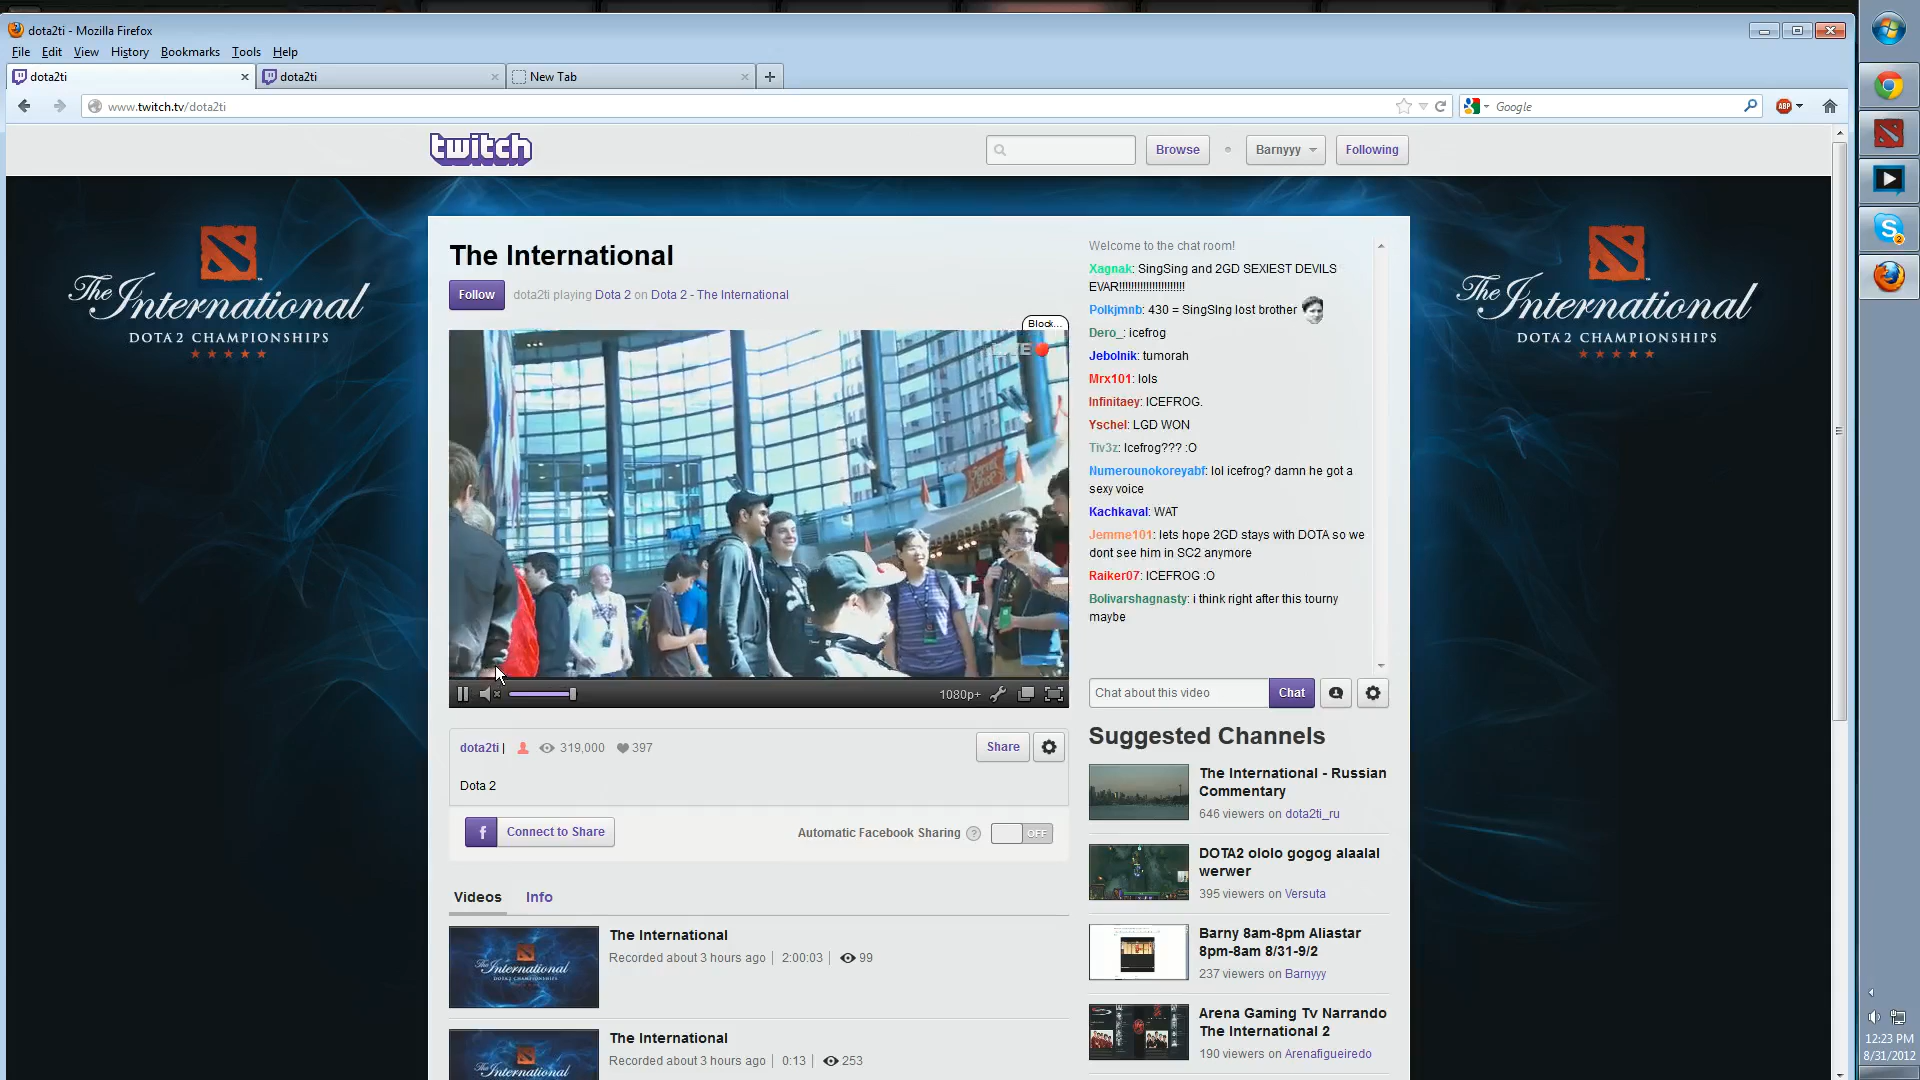 dota2ti - Mozilla Firefox
File Edit View History Bookmarks Tools Help
dota2ti
dota2ti
New Tab
www.twitch.tv/dota2ti
Google
ABP
twitch
Browse
Barnyyy
Following
The International
DOTA 2 CHAMPIONSHIPS
The International
DOTA 2 CHAMPIONSHIPS
The International
Follow
dota2ti playing Dota 2 on Dota 2 - The International
Block...
1080p+
Welcome to the chat room!
Xagnak: SingSing and 2GD SEXIEST DEVILS
EVAR!!!!!!!!!!!!!!!!!!!!!!
Polkjmnb: 430 = SingSIng lost brother
Dero_: icefrog
Jebolnik: tumorah
Mrx101: lols
Infinitaey: ICEFROG.
Yschel: LGD WON
Tiv3z: Icefrog??? :O
Numerounokoreyabf: lol icefrog? damn he got a
sexy voice
Kachkaval: WAT
Jemme101: lets hope 2GD stays with DOTA so we
dont see him in SC2 anymore
Raiker07: ICEFROG :O
Bolivarshagnasty: i think right after this tourny
maybe
Chat about this video
Chat
dota2ti |
319,000
397
Share
Dota 2
f Connect to Share
Automatic Facebook Sharing ? OFF
Videos Info
The International
Recorded about 3 hours ago | 2:00:03 | 99
The International
Recorded about 3 hours ago | 0:13 | 253
The International
DOTA 2 CHAMPIONSHIPS
The International
Suggested Channels
The International - Russian
Commentary
646 viewers on dota2ti_ru
DOTA2 ololo gogog alaalal
werwer
395 viewers on Versuta
Barny 8am-8pm Aliastar
8pm-8am 8/31-9/2
237 viewers on Barnyyy
Arena Gaming Tv Narrando
The International 2
190 viewers on Arenafigueiredo
S
2
12:23 PM
8/31/2012